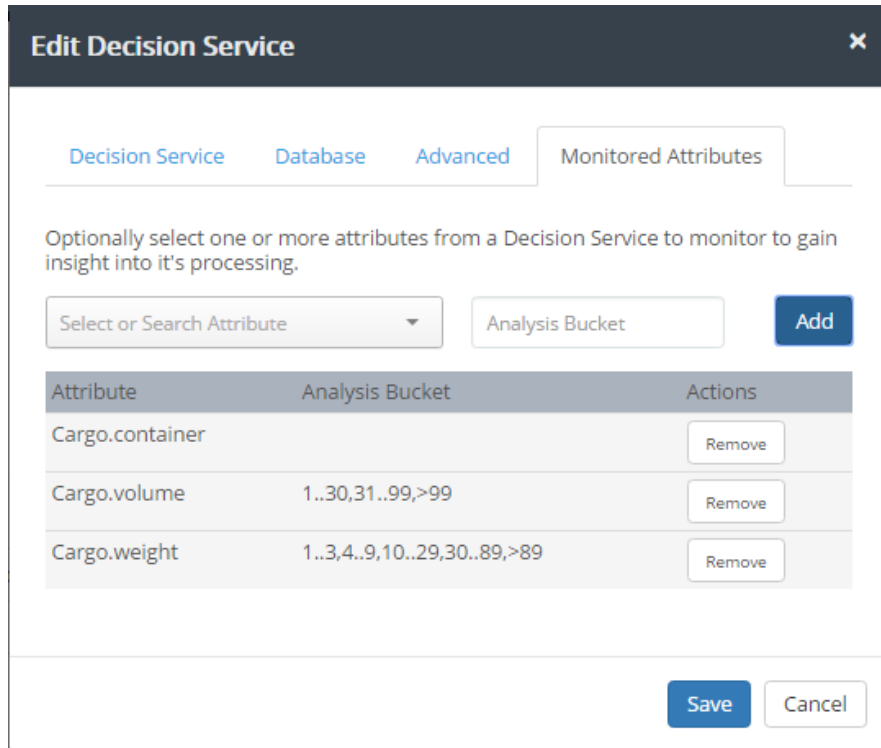 Edit Decision Service ×
Decision Service Database Advanced Monitored Attributes
Optionally select one or more attributes from a Decision Service to monitor to gain
insight into it's processing.
Select or Search Attribute Analysis Bucket Add
Attribute Analysis Bucket Actions
Cargo.container Remove
Cargo.volume 1..30,31..99,>99 Remove
Cargo.weight 1..3,4..9,10..29,30..89,>89 Remove
Save Cancel